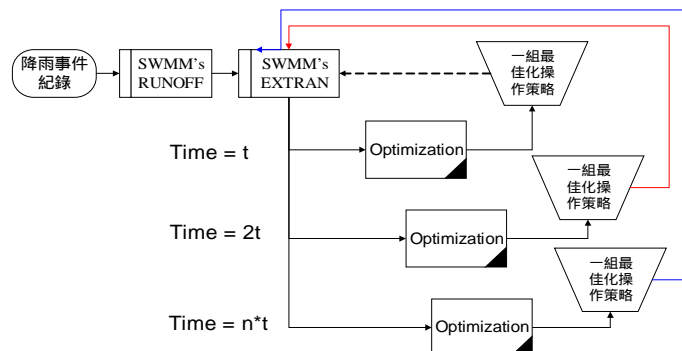 降雨事件
紀錄
SWMM's
RUNOFF
SWMM's
EXTRAN
一組最
佳化操
作策略
Time = t
Optimization
一組最
佳化操
作策略
Time = 2t
Optimization
一組最
佳化操
作策略
Time = n*t
Optimization